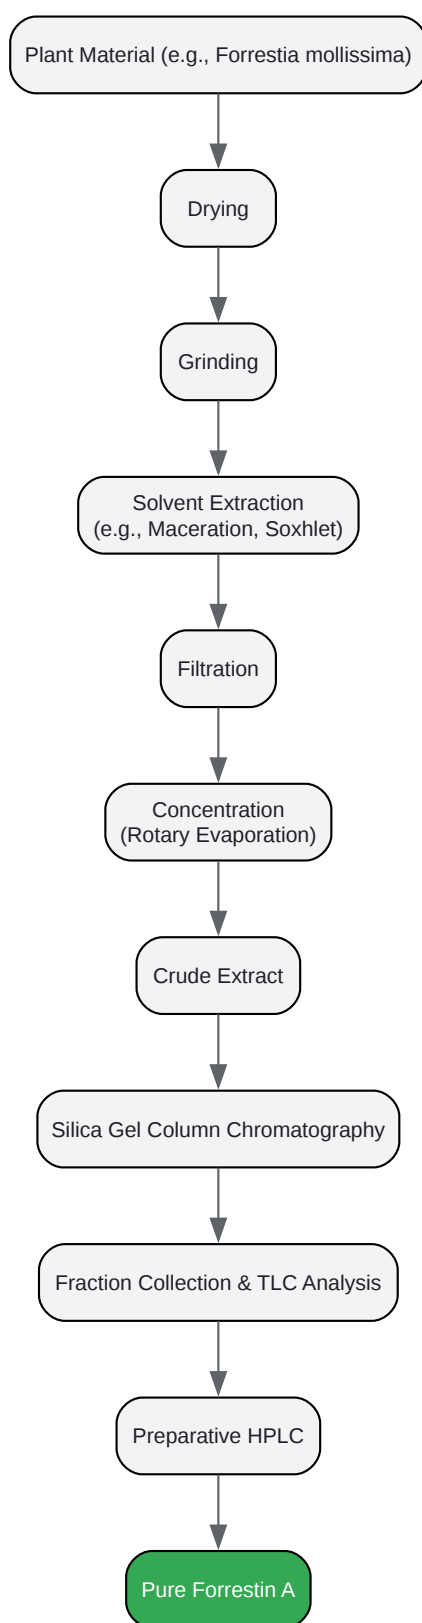 Plant Material (e.g., Forrestia mollissima)
Drying
Grinding
Solvent Extraction
(e.g., Maceration, Soxhlet)
Filtration
Concentration
(Rotary Evaporation)
Crude Extract
Silica Gel Column Chromatography
Fraction Collection & TLC Analysis
Preparative HPLC
Pure Forrestin A